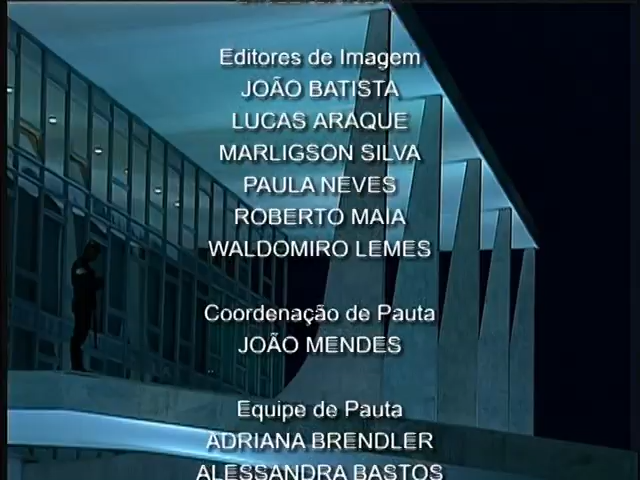 Editores de Imagem
JOÃO BATISTA
LUCAS ARAQUE
MARLIGSON SILVA
PAULA NEVES
ROBERTO MAIA
WALDOMIRO LEMES
Coordenação de Pauta
JOÃO MENDES
Equipe de Pauta
ADRIANA BRENDLER
ALESSANDRA BASTOS